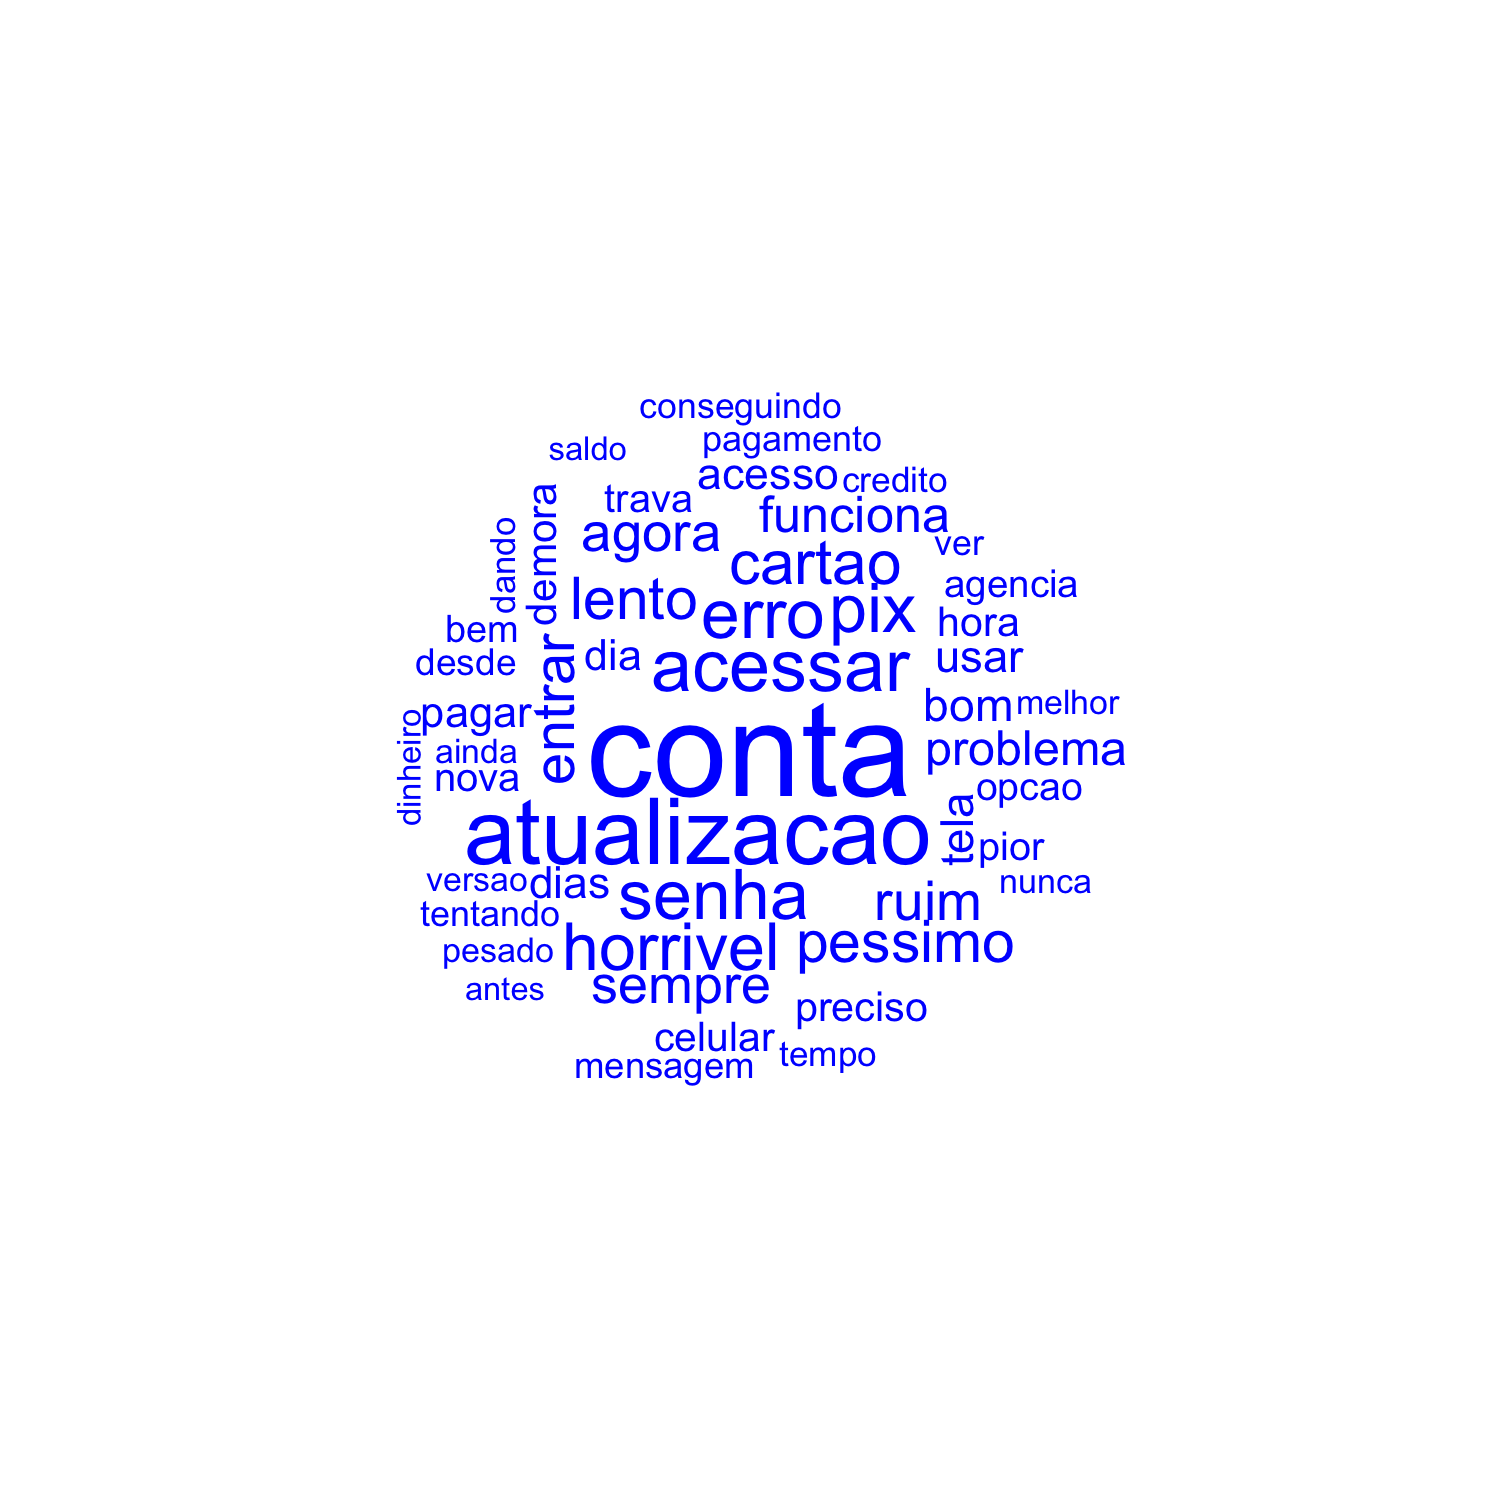 conseguindo
pagamento
saldo
acesso
credito
trava
funciona
agora
demora
dando
ver
cartao
agencia
lento
erro
pix
hora
bem
desde
dia
acessar
usar
entrar
pagar
bom
melhor
dinheiro
ainda
nova
conta
problema
opcao
atualizacao
tela
pior
versao
dias
senha
ruim
nunca
tentando
pesado
horrivel
pessimo
antes
sempre
preciso
celular
tempo
mensagem